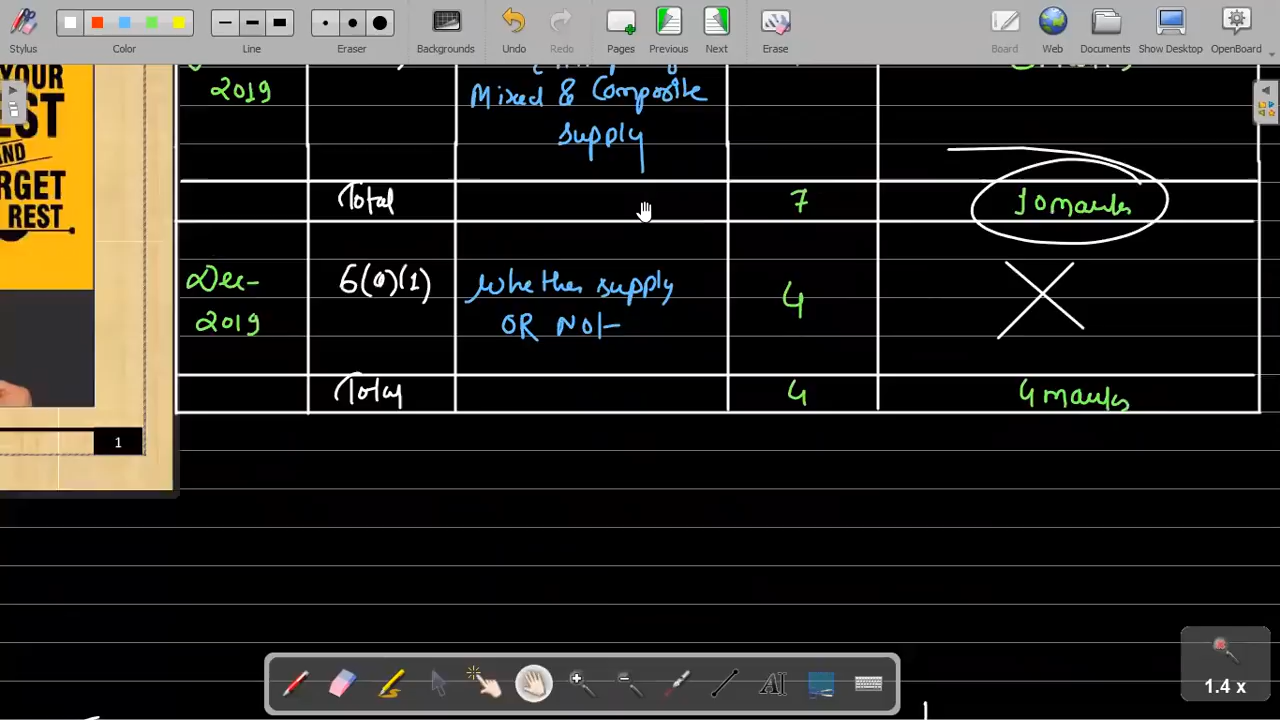 Stylus
Color
Line
Eraser
Backgrounds
Undo
Redo
Pages
Previous
Next
Erase
Board
Web
Documents
Show Desktop
OpenBoard
YOUR
EST
AND
RGET
REST
1
2019
Mixed & Composite
supply
Total 7 10 marks
Dec- 6(a)(1) Whether supply 4
2019 OR Not
Total 4 4 marks
1.4 x